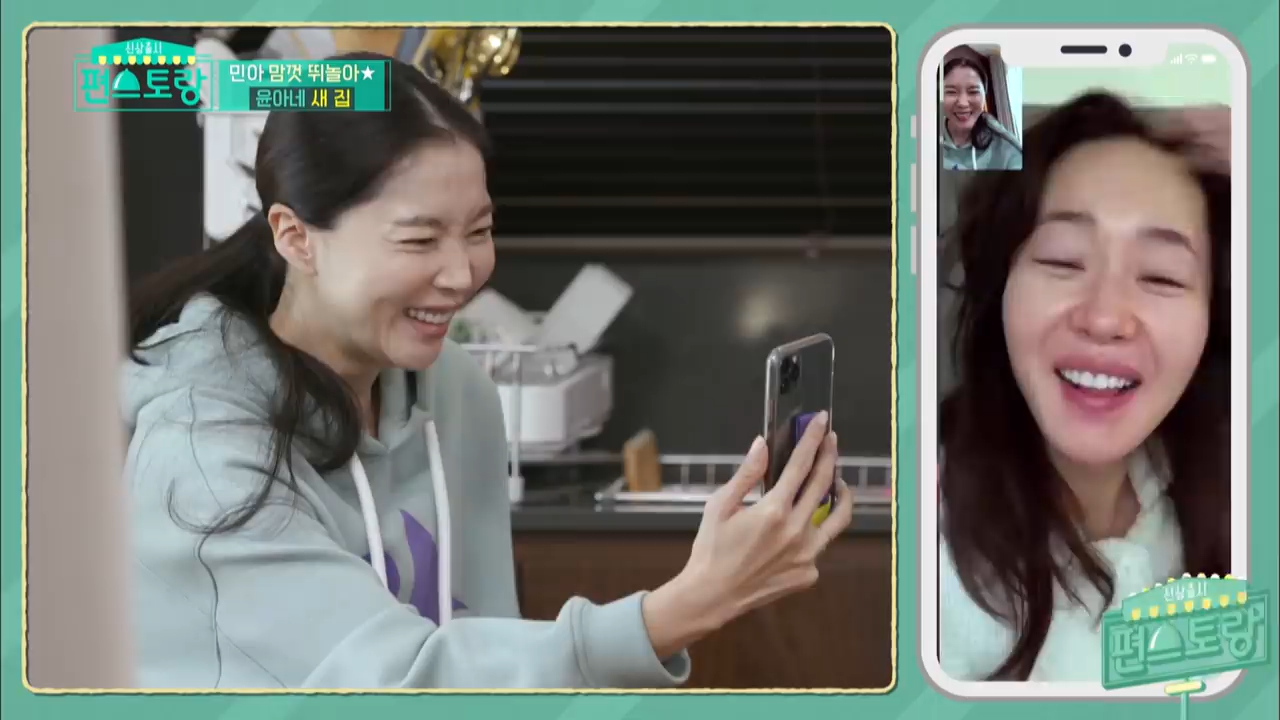 신상출시
편스토랑
민아 맘껏 뛰놀아★
윤아네 새 집
신상출시
편스토랑